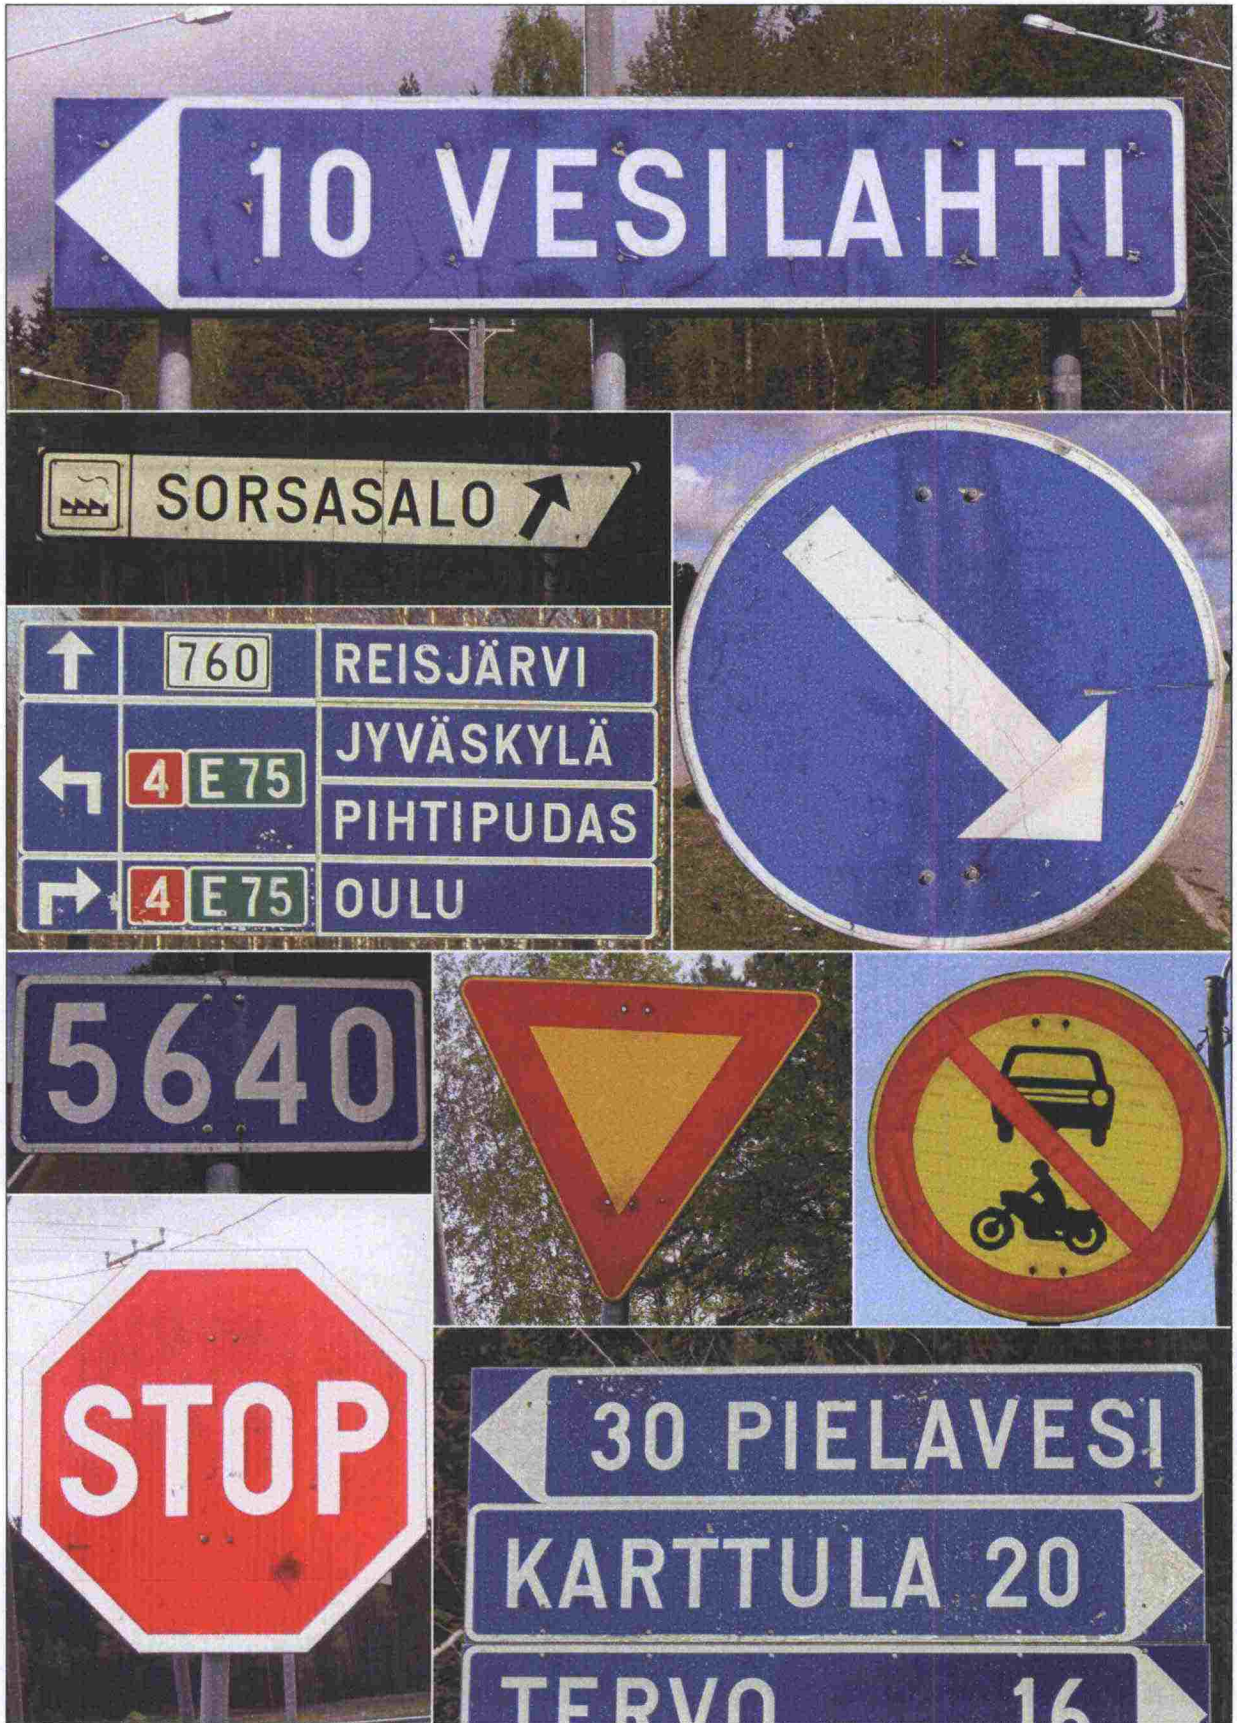 10 VESILAHTI
SORSASALO
760 REISJÄRVI
JYVÄSKYLÄ
4 E 75
PIHTIPUDAS
4 E 75 OULU
5640
STOP
30 PIELAVESI
KARTTULA 20
TERVO 16